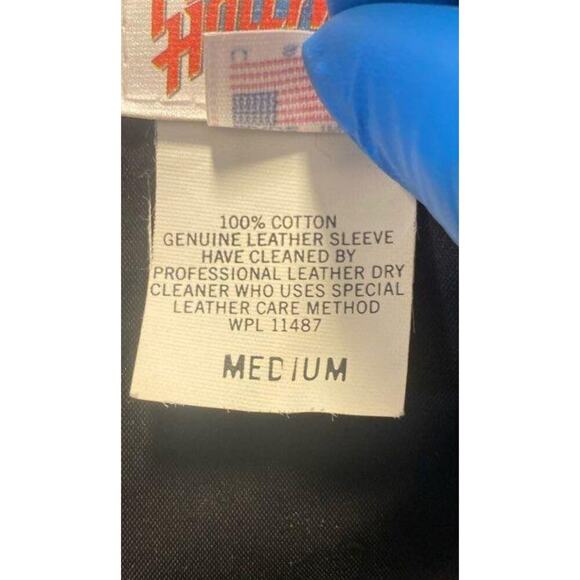 100% COTTON
GENUINE LEATHER SLEEVE
HAVE CLEANED BY
PROFESSIONAL LEATHER DRY
CLEANER WHO USES SPECIAL
LEATHER CARE METHOD
WPL 11487
MEDIUM